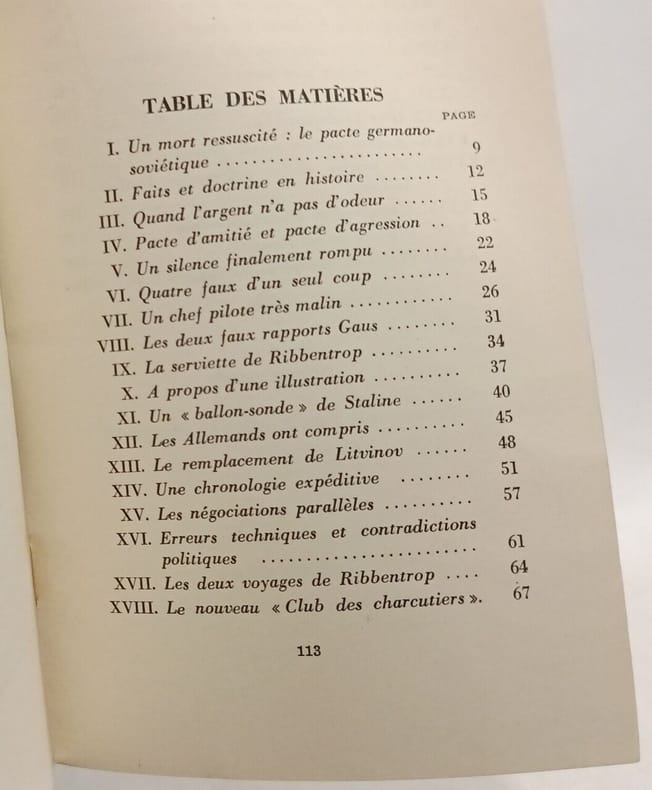 TABLE DES MATIÈRES
PAGE
I. Un mort ressuscité : le pacte germano-
soviétique ....................... 9
II. Faits et doctrine en histoire ........ 12
III. Quand l'argent n'a pas d'odeur ...... 15
IV. Pacte d'amitié et pacte d'agression .. 18
V. Un silence finalement rompu ........ 22
VI. Quatre faux d'un seul coup ........ 24
VII. Un chef pilote très malin ............ 26
VIII. Les deux faux rapports Gaus ........ 31
IX. La serviette de Ribbentrop .......... 34
X. A propos d'une illustration .......... 37
XI. Un « ballon-sonde » de Staline ...... 40
XII. Les Allemands ont compris .......... 45
XIII. Le remplacement de Litvinov ...... 48
XIV. Une chronologie expéditive ........ 51
XV. Les négociations parallèles .......... 57
XVI. Erreurs techniques et contradictions
politiques ........................ 61
XVII. Les deux voyages de Ribbentrop .... 64
XVIII. Le nouveau « Club des charcutiers ». 67
113